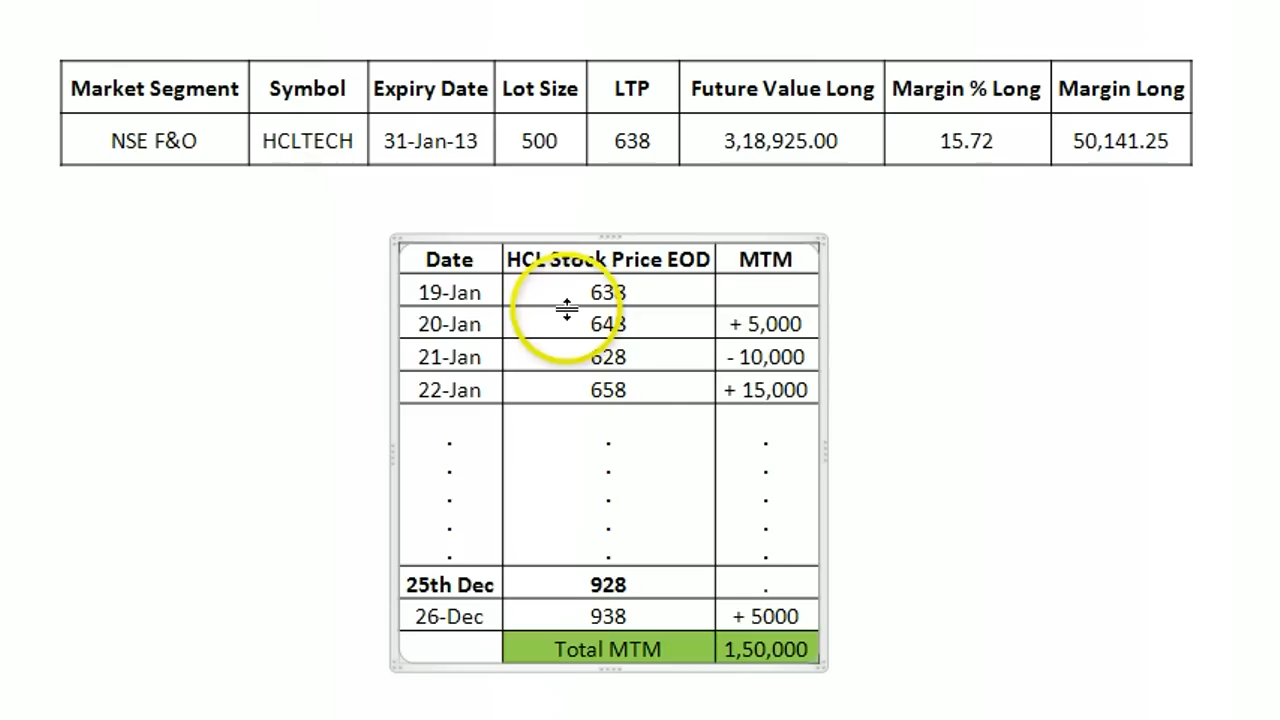 Market Segment Symbol Expiry Date Lot Size LTP Future Value Long Margin % Long Margin Long
NSE F&O HCLTECH 31-Jan-13 500 638 3,18,925.00 15.72 50,141.25
Date HCL Stock Price EOD MTM
19-Jan 638
20-Jan 648 + 5,000
21-Jan 628 - 10,000
22-Jan 658 + 15,000
. . .
. . .
. . .
. . .
. . .
25th Dec 928 .
26-Dec 938 + 5000
Total MTM 1,50,000